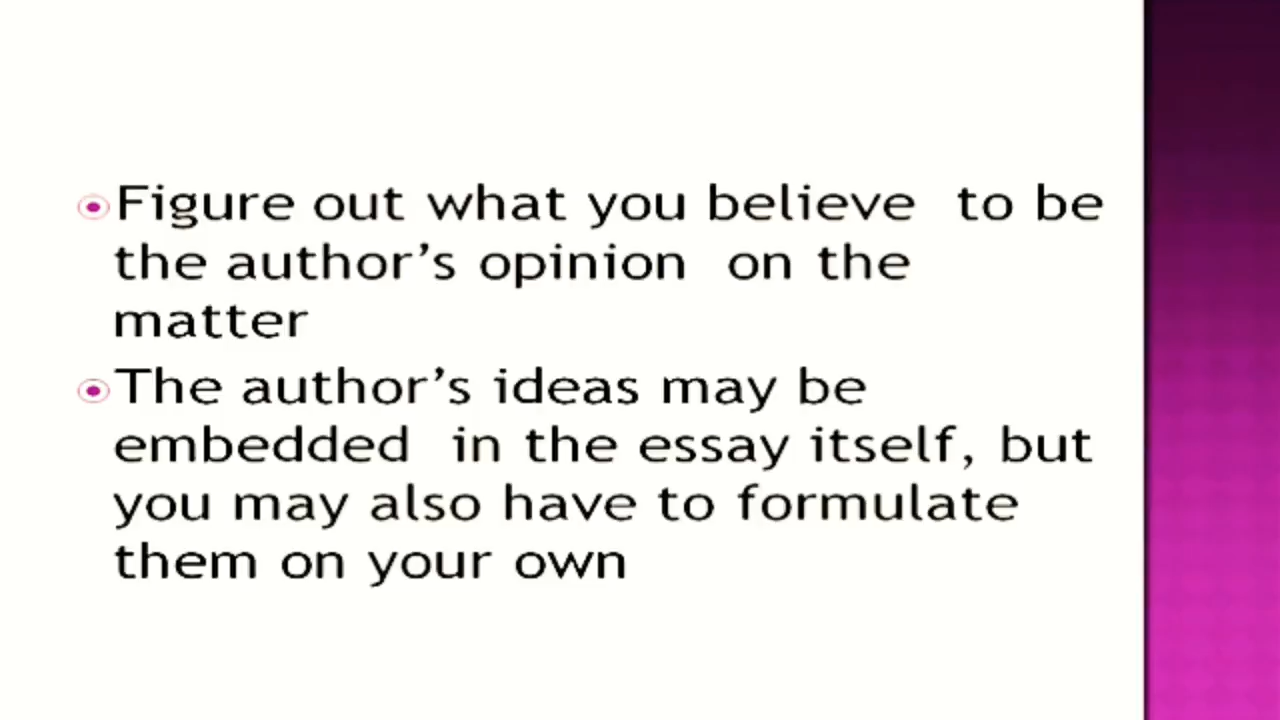 Figure out what you believe to be
the author’s opinion on the
matter
The author’s ideas may be
embedded in the essay itself, but
you may also have to formulate
them on your own